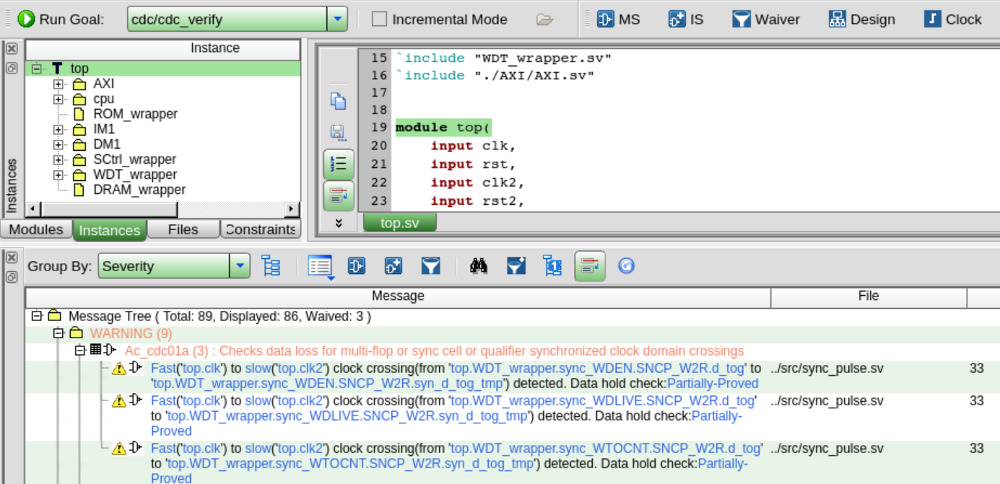 Run Goal: cdc/cdc_verify Incremental Mode MS IS Waiver Design Clock
Instance
top
AXI
cpu
ROM_wrapper
IM1
DM1
SCtrl_wrapper
WDT_wrapper
DRAM_wrapper
Instances
Modules Instances Files Constraints
15 `include "WDT_wrapper.sv"
16 `include "./AXI/AXI.sv"
17
18
19 module top(
20 input clk,
21 input rst,
22 input clk2,
23 input rst2,
top.sv
Group By: Severity
Message File
Message Tree ( Total: 89, Displayed: 86, Waived: 3 )
WARNING (9)
Ac_cdc01a (3) : Checks data loss for multi-flop or sync cell or qualifier synchronized clock domain crossings
Fast('top.clk') to slow('top.clk2') clock crossing(from 'top.WDT_wrapper.sync_WDEN.SNCP_W2R.d_tog' to ../src/sync_pulse.sv 33
'top.WDT_wrapper.sync_WDEN.SNCP_W2R.syn_d_tog_tmp') detected. Data hold check:Partially-Proved
Fast('top.clk') to slow('top.clk2') clock crossing(from 'top.WDT_wrapper.sync_WDLIVE.SNCP_W2R.d_tog' ../src/sync_pulse.sv 33
to 'top.WDT_wrapper.sync_WDLIVE.SNCP_W2R.syn_d_tog_tmp') detected. Data hold check:Partially-
Proved
Fast('top.clk') to slow('top.clk2') clock crossing(from 'top.WDT_wrapper.sync_WTOCNT.SNCP_W2R.d_tog' ../src/sync_pulse.sv 33
to 'top.WDT_wrapper.sync_WTOCNT.SNCP_W2R.syn_d_tog_tmp') detected. Data hold check:Partially-
Proved